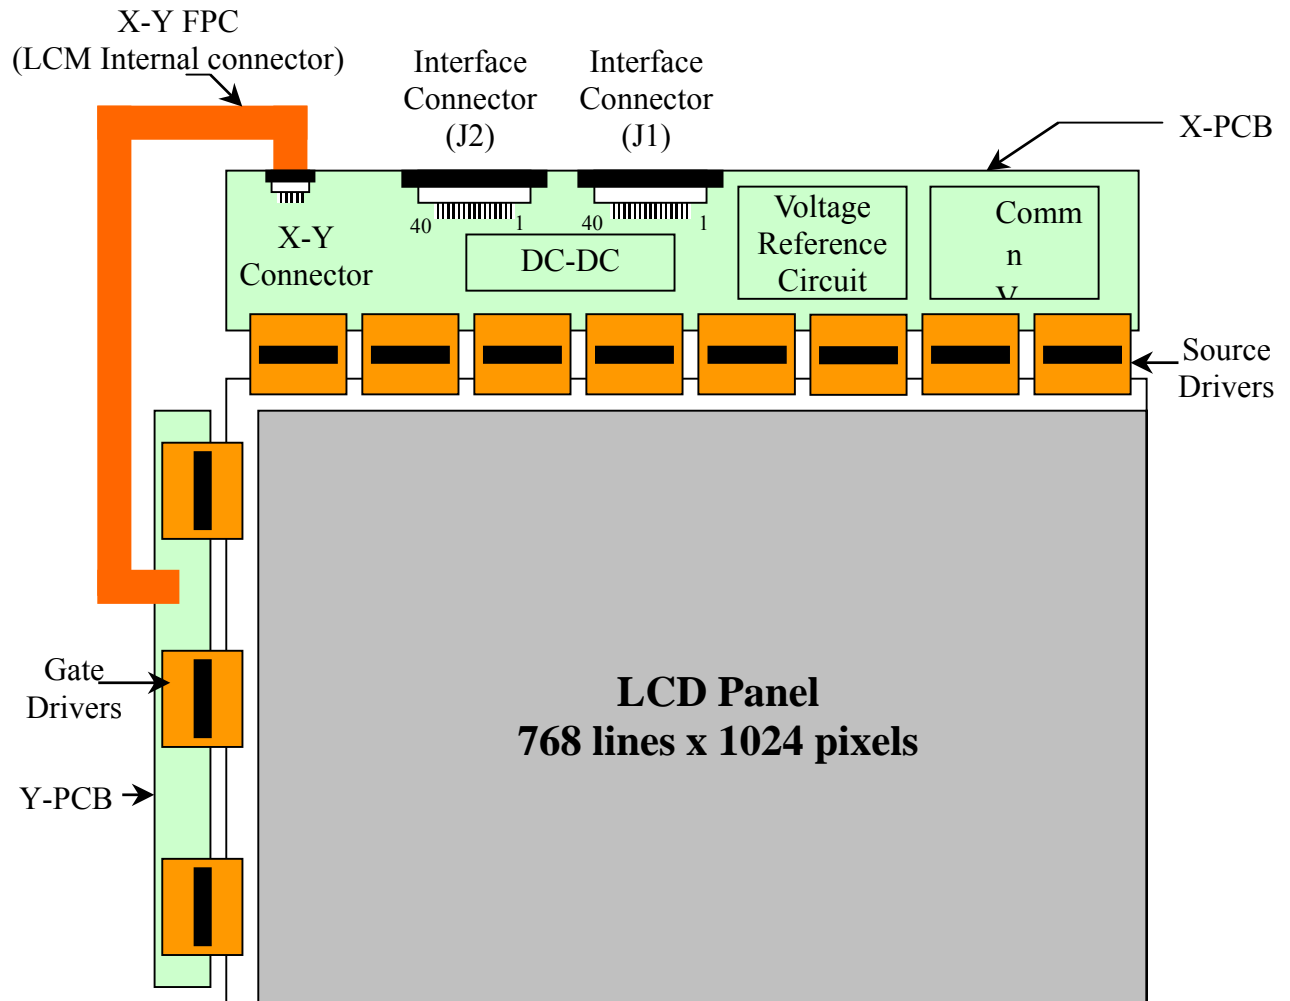 X-Y FPC
(LCM Internal connector)
Interface
Connector
(J2)
Interface
Connector
(J1)
X-PCB
40
1
40
1
X-Y
Connector
DC-DC
Voltage
Reference
Circuit
Comm
n
V
Source
Drivers
Gate
Drivers
LCD Panel
768 lines x 1024 pixels
Y-PCB